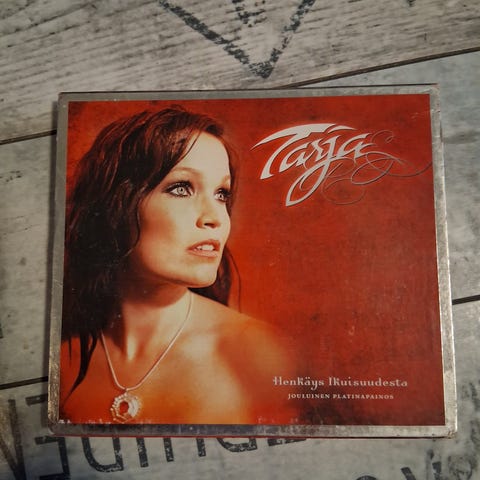 Tarja
Henkäys Ikuisuudesta
JOULUINEN PLATINAPAINOS